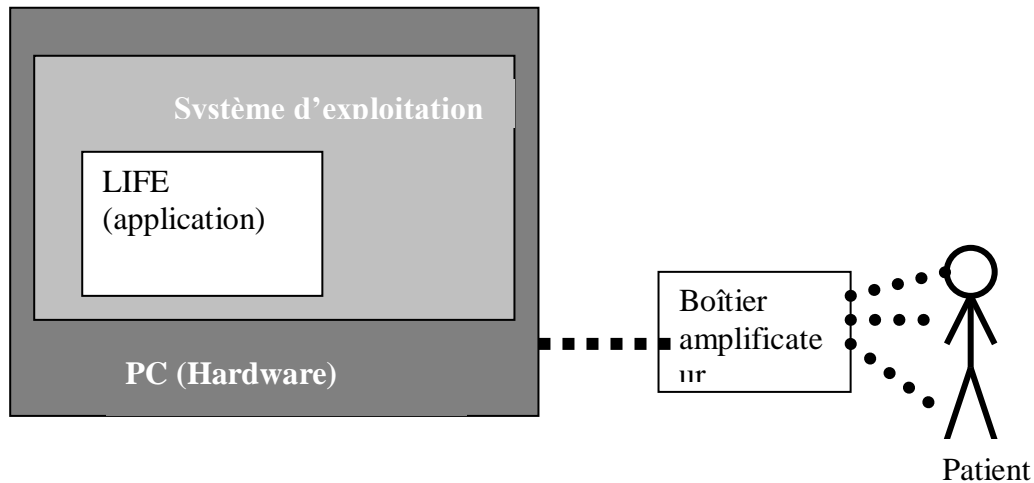 Système d'exploitation
LIFE
(application)
PC (Hardware)
Boîtier
amplificate
ur
Patient